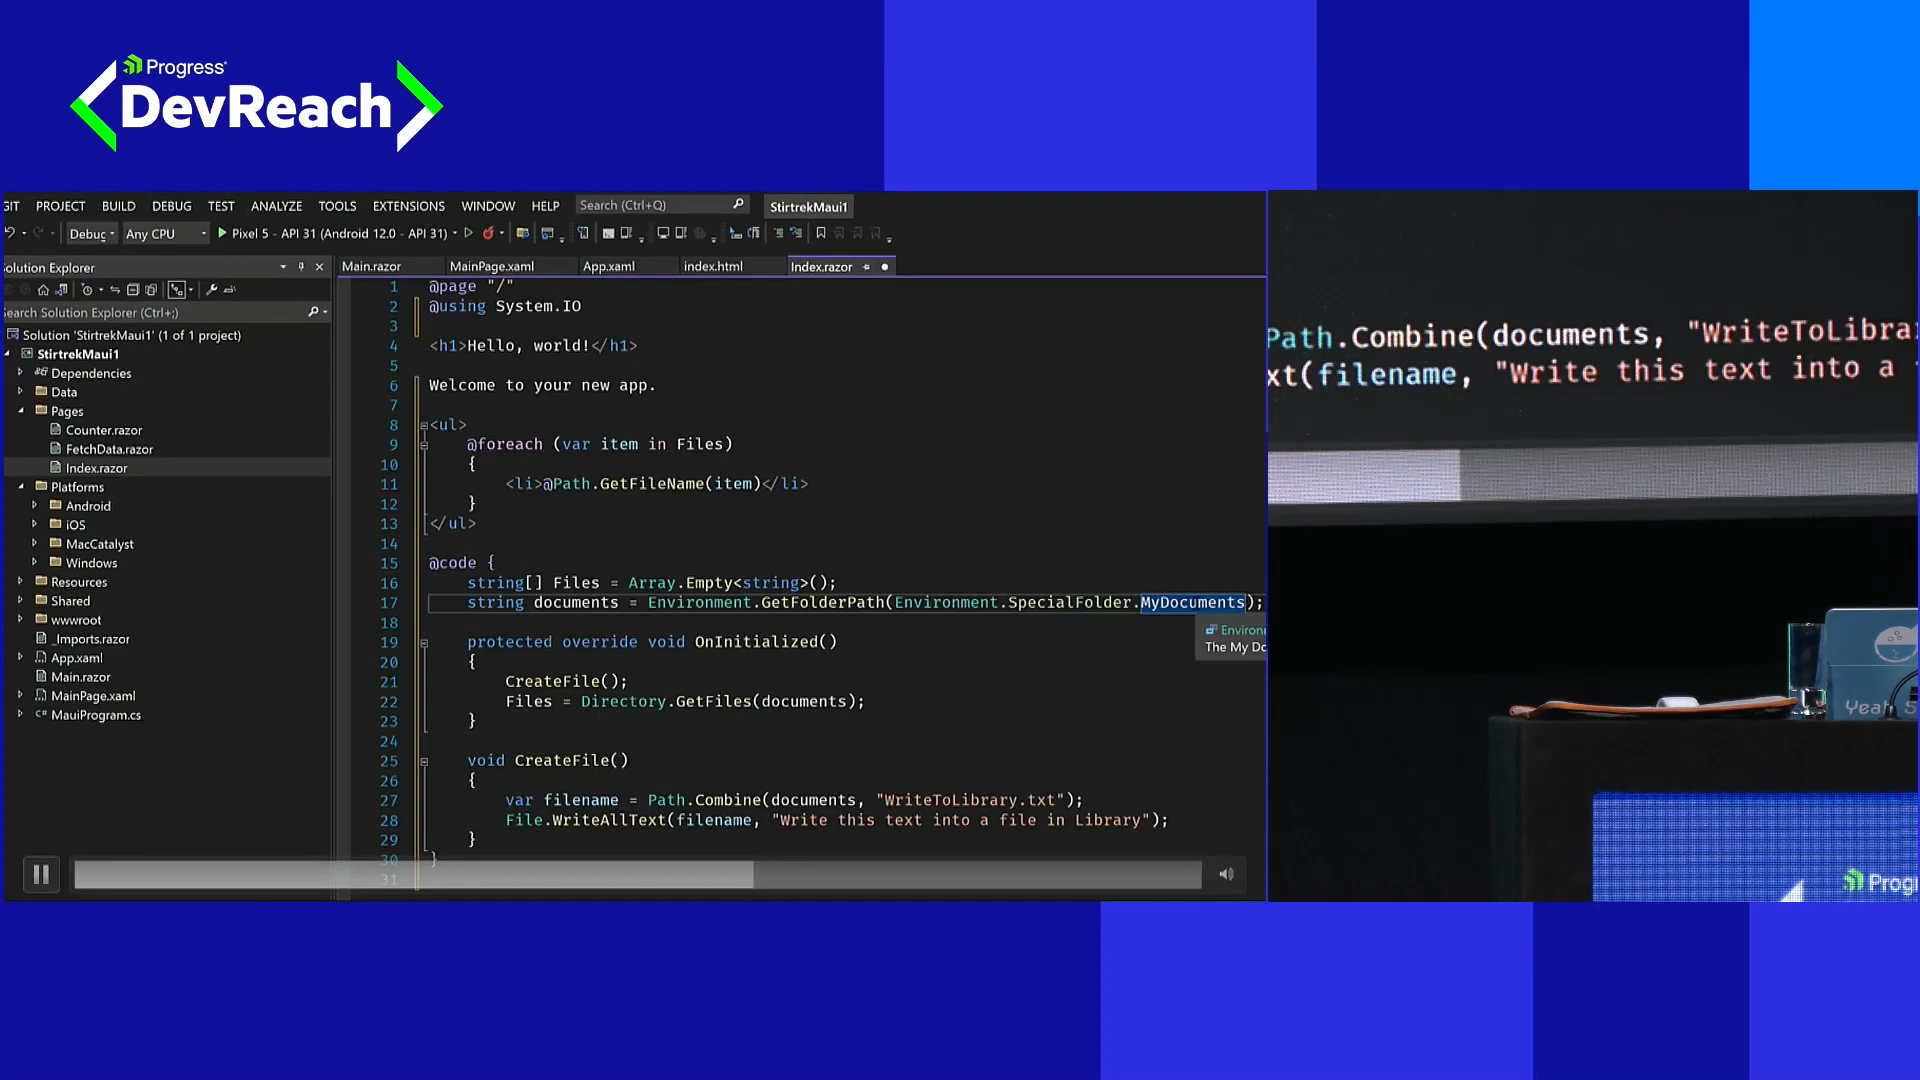 Progress
DevReach
GIT PROJECT BUILD DEBUG TEST ANALYZE TOOLS EXTENSIONS WINDOW HELP Search (Ctrl+Q) StirtrekMaui1
Debug Any CPU Pixel 5 - API 31 (Android 12.0 - API 31)
Solution Explorer
Search Solution Explorer (Ctrl+;)
Solution 'StirtrekMaui1' (1 of 1 project)
StirtrekMaui1
Dependencies
Data
Pages
Counter.razor
FetchData.razor
Index.razor
Platforms
Android
iOS
MacCatalyst
Windows
Resources
Shared
wwwroot
_Imports.razor
App.xaml
Main.razor
MainPage.xaml
MauiProgram.cs
Main.razor MainPage.xaml App.xaml index.html Index.razor
1 @page "/"
2 @using System.IO
3
4 <h1>Hello, world!</h1>
5
6 Welcome to your new app.
7
8 <ul>
9 @foreach (var item in Files)
10 {
11 <li>@Path.GetFileName(item)</li>
12 }
13 </ul>
14
15 @code {
16 string[] Files = Array.Empty<string>();
17 string documents = Environment.GetFolderPath(Environment.SpecialFolder.MyDocuments);
18
19 protected override void OnInitialized()
20 {
21 CreateFile();
22 Files = Directory.GetFiles(documents);
23 }
24
25 void CreateFile()
26 {
27 var filename = Path.Combine(documents, "WriteToLibrary.txt");
28 File.WriteAllText(filename, "Write this text into a file in Library");
29 }
30 }
31
Environ
The My Do
Path.Combine(documents, "WriteToLibra
xt(filename, "Write this text into a
Yeah
Prog